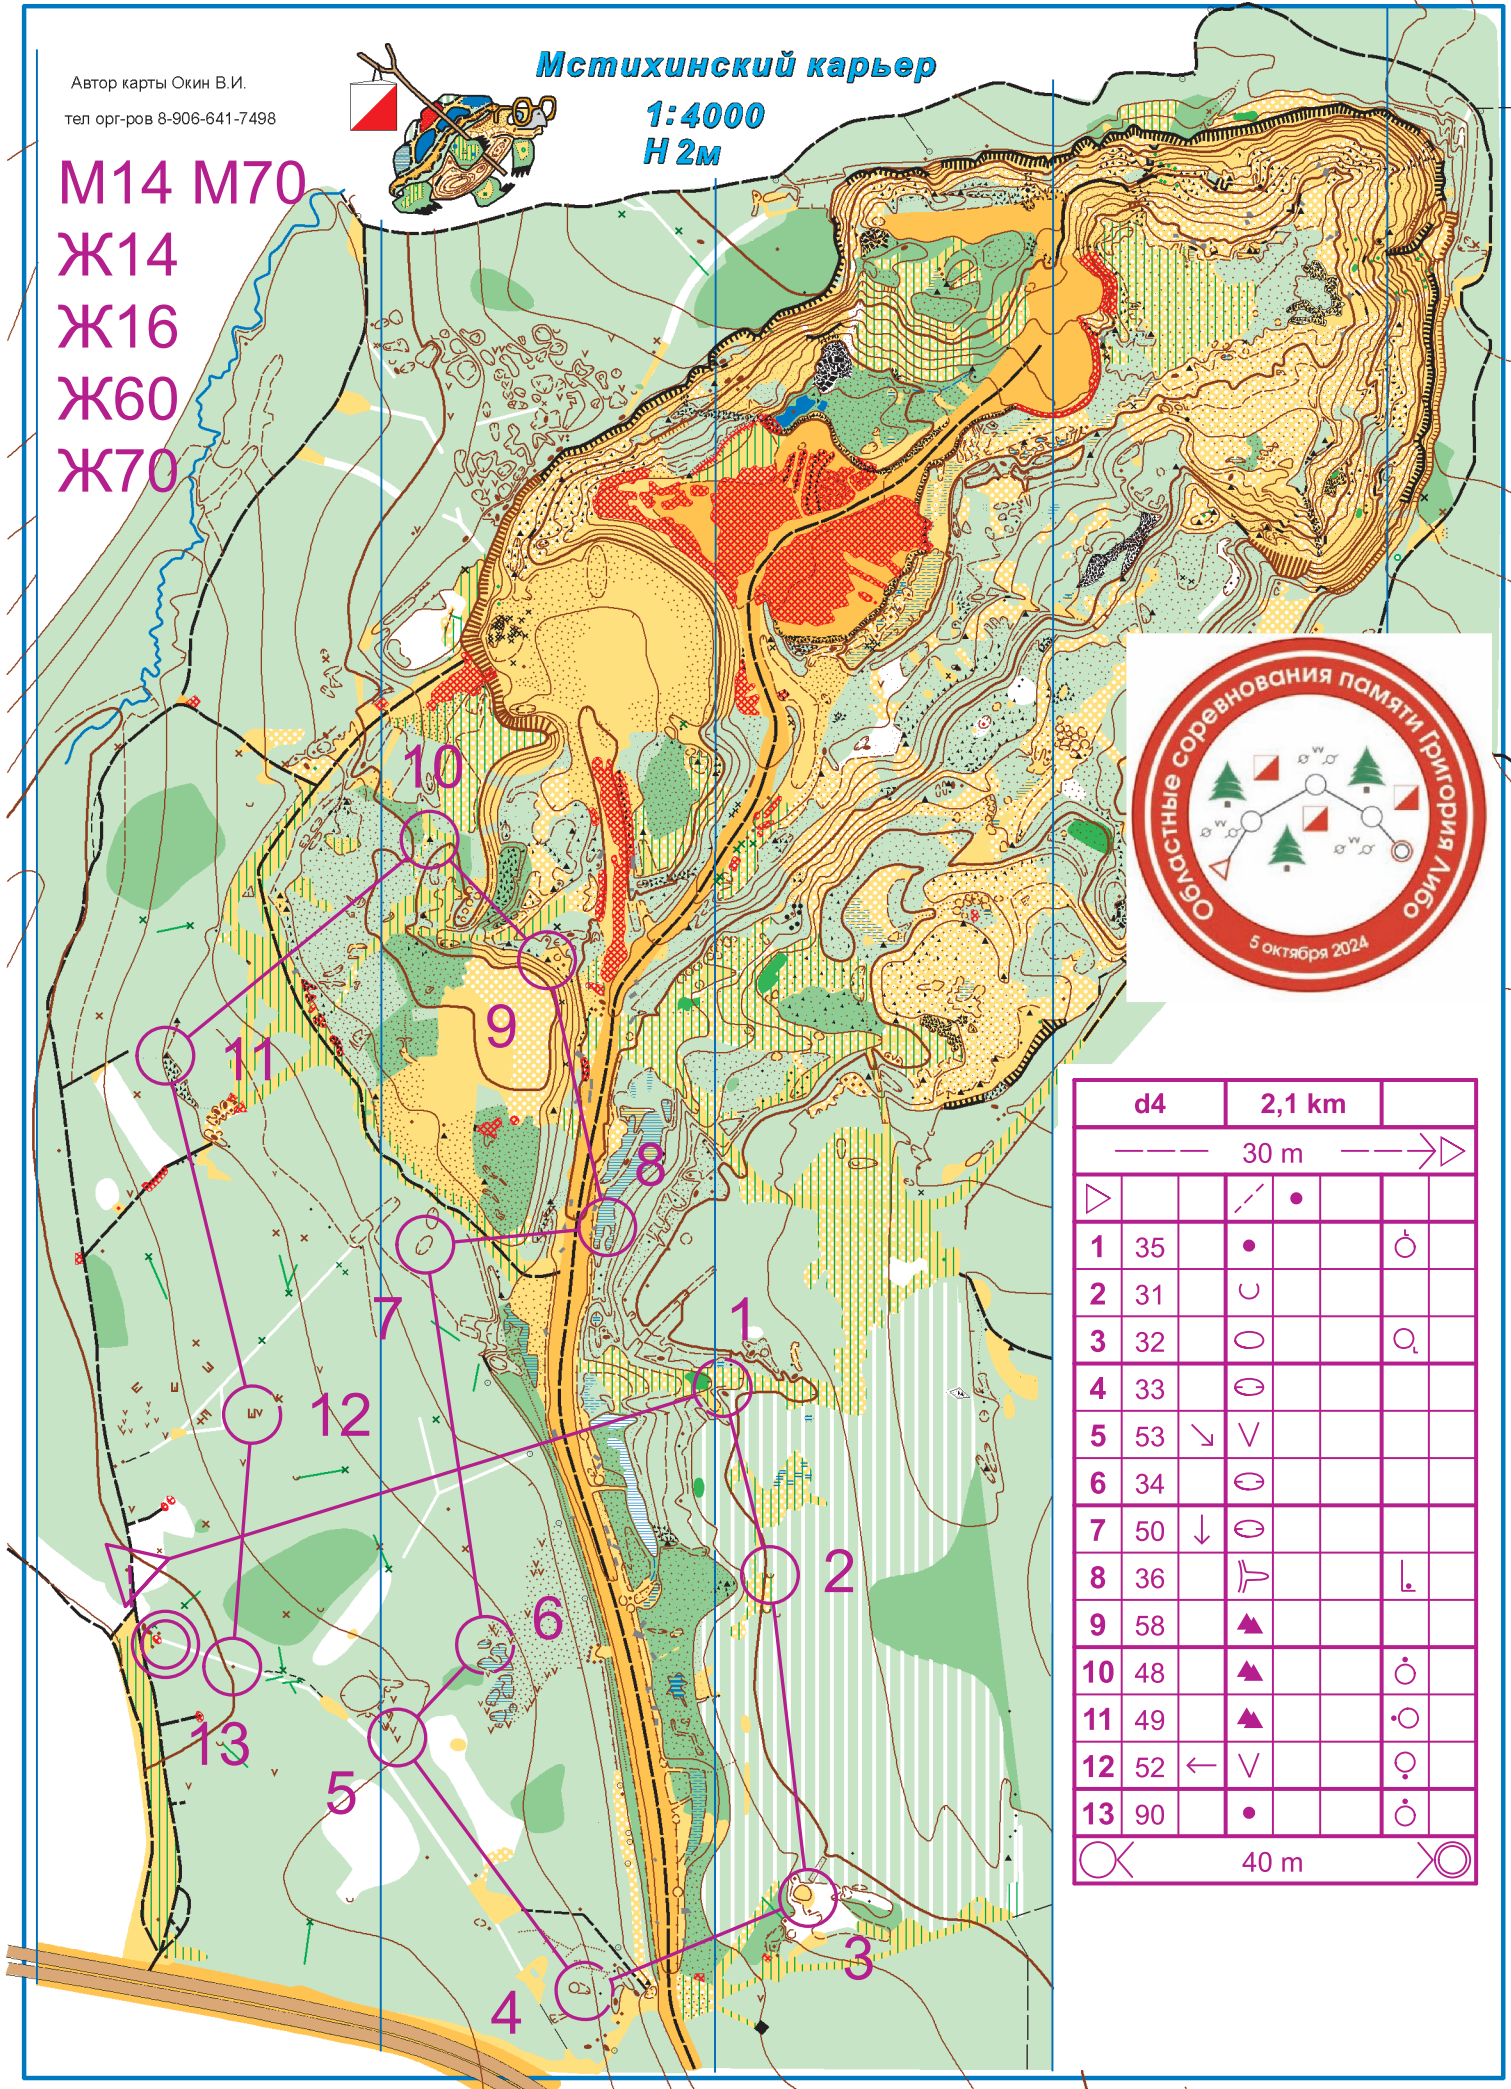 Автор карты Окин В.И.
тел орг-ров 8-906-641-7498
Мстихинский карьер
1:4000
Н 2м
М14 М70
Ж14
Ж16
Ж60
Ж70
Областные соревнования памяти Григория Либо
5 октября 2024
10
9
11
8
7
1
12
2
6
13
5
3
4
d4 2,1 km
30 m
1 35
2 31
3 32
4 33
5 53
6 34
7 50
8 36
9 58
10 48
11 49
12 52
13 90
40 m